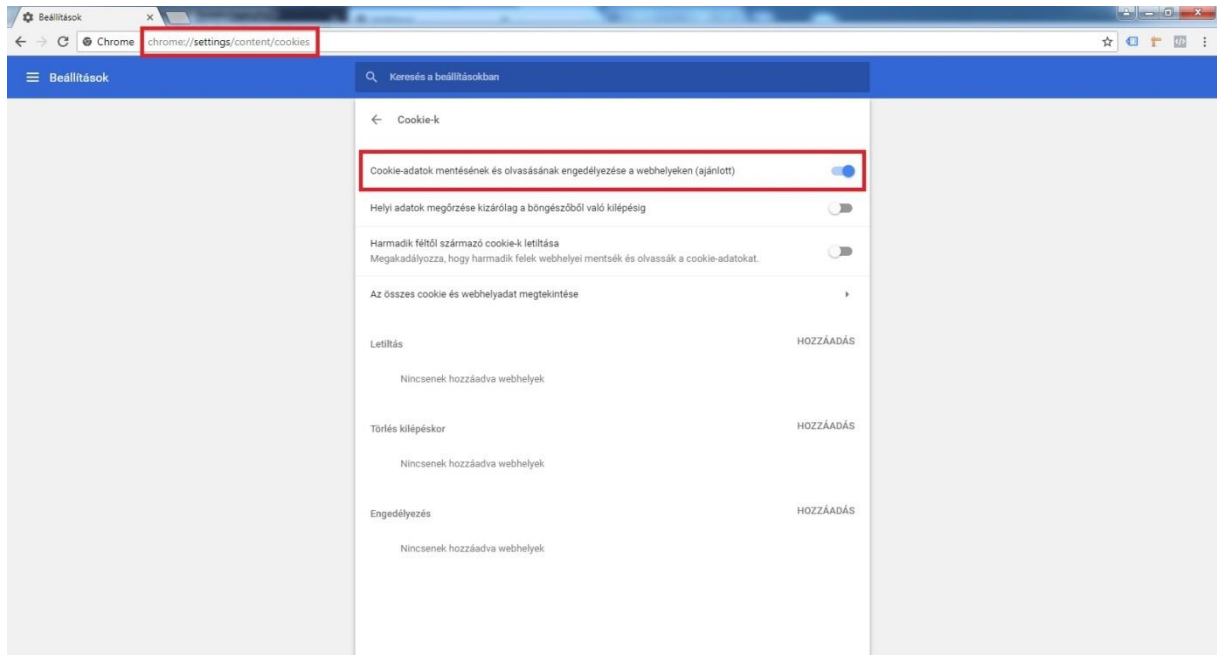 Beállítások
Chrome chrome://settings/content/cookies
Beállítások
Keresés a beállításokban
Cookie-k
Cookie-adatok mentésének és olvasásának engedélyezése a webhelyeken (ajánlott)
Helyi adatok megőrzése kizárólag a böngészőből való kilépésig
Harmadik féltől származó cookie-k letiltása
Megakadályozza, hogy harmadik felek webhelyei mentsék és olvassák a cookie-adatokat.
Az összes cookie és webhelyadat megtekintése
Letiltás HOZZÁADÁS
Nincsenek hozzáadva webhelyek
Törlés kilépéskor HOZZÁADÁS
Nincsenek hozzáadva webhelyek
Engedélyezés HOZZÁADÁS
Nincsenek hozzáadva webhelyek